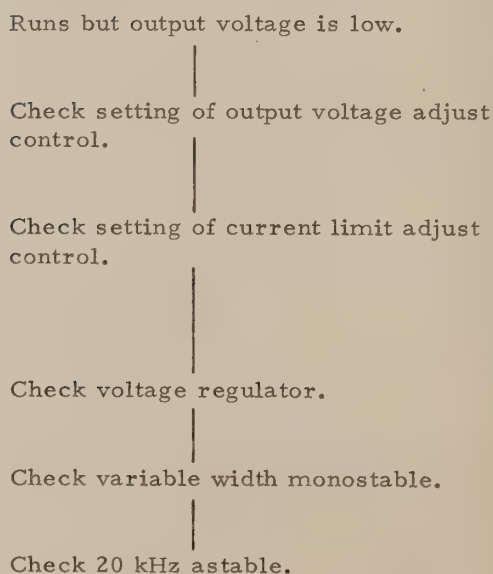 Runs but output voltage is low.
Check setting of output voltage adjust
control.
Check setting of current limit adjust
control.
Check voltage regulator.
Check variable width monostable.
Check 20 kHz astable.